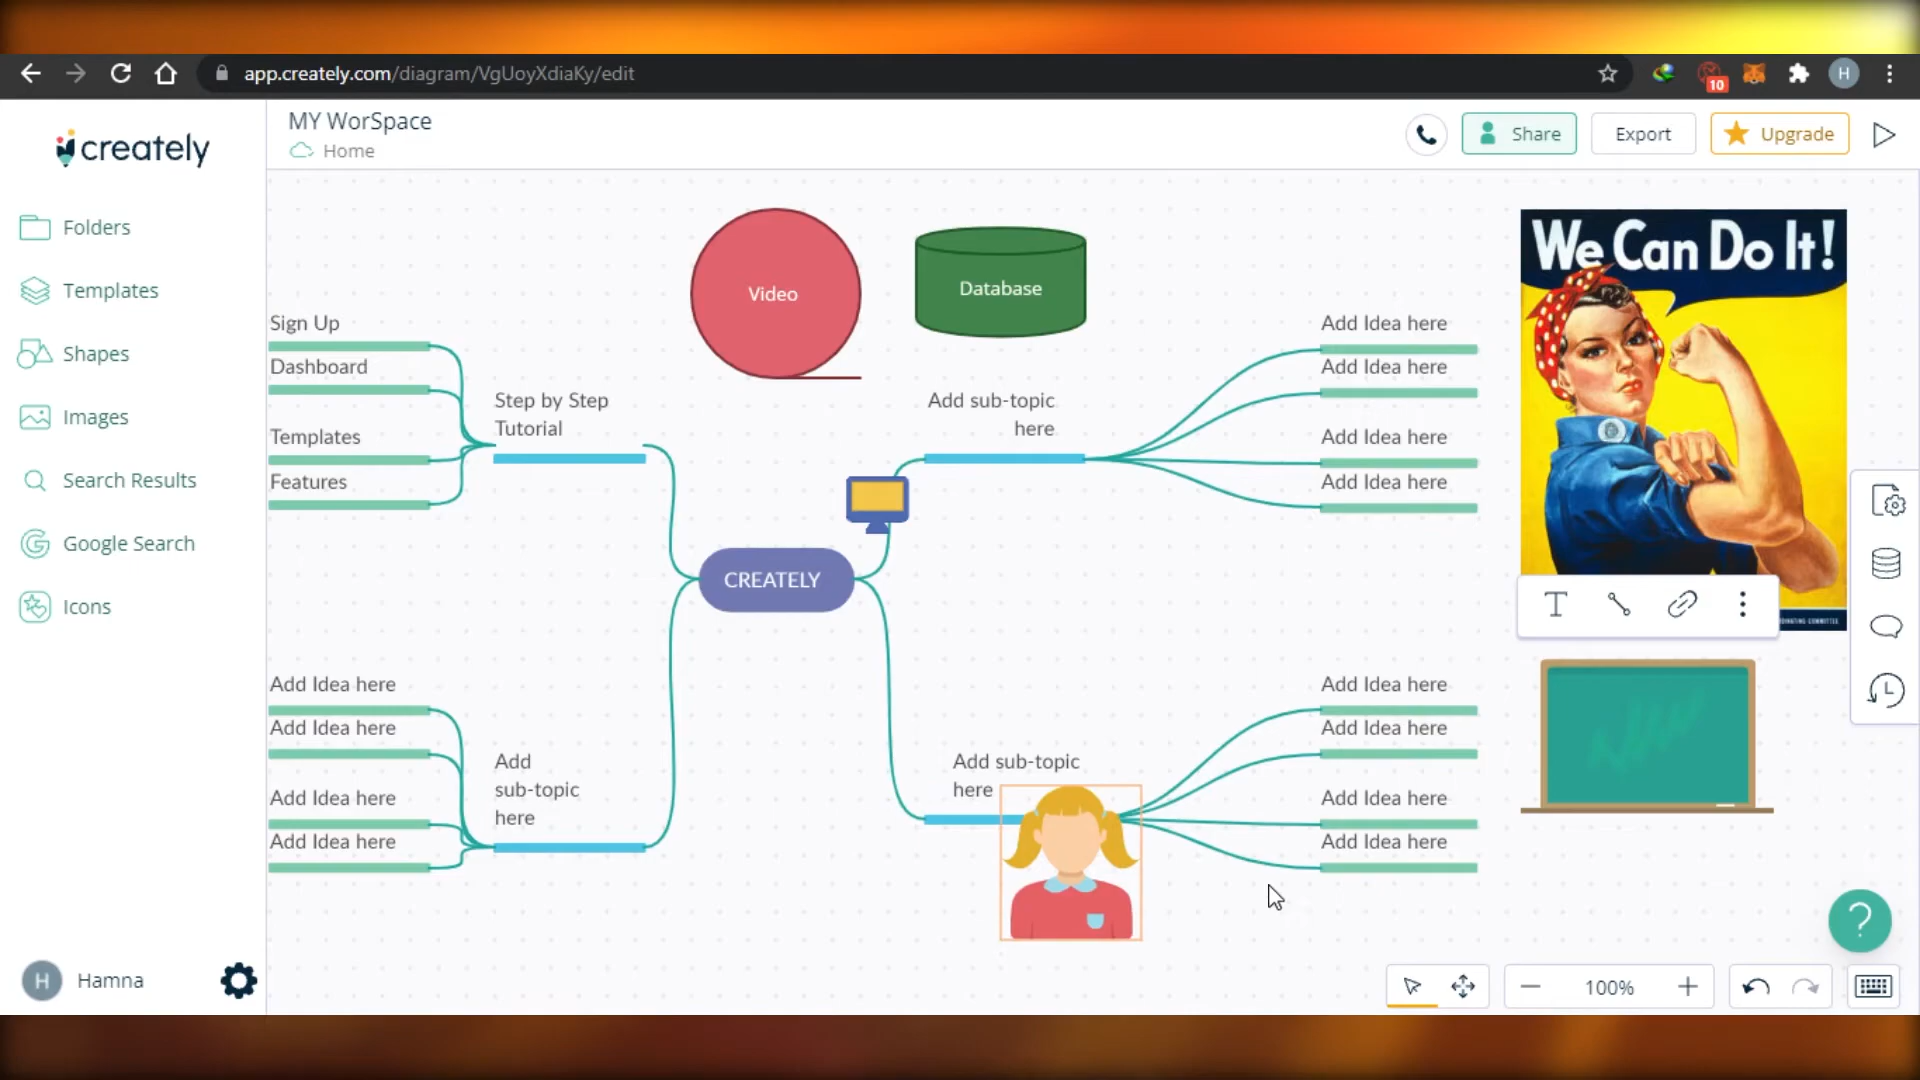 app.creately.com/diagram/VgUoyXdiaKy/edit
10
H
creately
MY WorSpace
Home
Share
Export
Upgrade
Folders
Templates
Shapes
Images
Search Results
Google Search
Icons
Video
Database
We Can Do It!
Sign Up
Dashboard
Templates
Features
Step by Step
Tutorial
Add sub-topic
here
Add Idea here
Add Idea here
Add Idea here
Add Idea here
CREATELY
T
Add Idea here
Add Idea here
Add Idea here
Add Idea here
Add
sub-topic
here
Add sub-topic
here
Add Idea here
Add Idea here
Add Idea here
Add Idea here
?
H
Hamna
100%